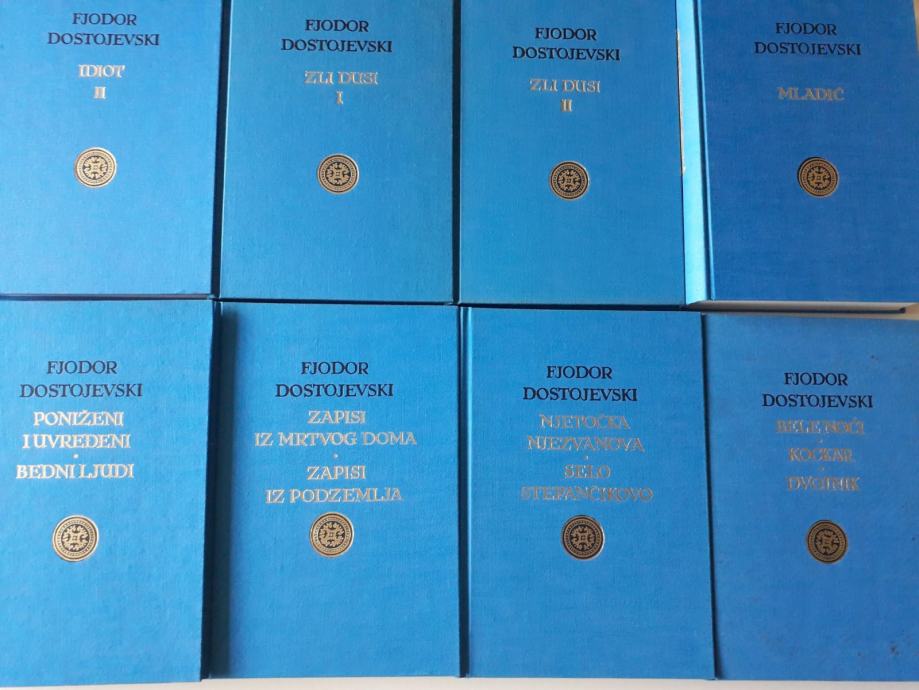 FJODOR
DOSTOJEVSKI
IDIOT
II
FJODOR
DOSTOJEVSKI
ZLI DUSI
I
FJODOR
DOSTOJEVSKI
ZLI DUSI
II
FJODOR
DOSTOJEVSKI
MLADIĆ
FJODOR
DOSTOJEVSKI
PONIŽENI
I UVREĐENI
•
BEDNI LJUDI
FJODOR
DOSTOJEVSKI
ZAPISI
IZ MRTVOG DOMA
•
ZAPISI
IZ PODZEMLJA
FJODOR
DOSTOJEVSKI
NJETOČKA
NJEZVANOVA
•
SELO
STEPANČIKOVO
FJODOR
DOSTOJEVSKI
BELE NOĆI
•
KOCKAR
•
DVOJNIK